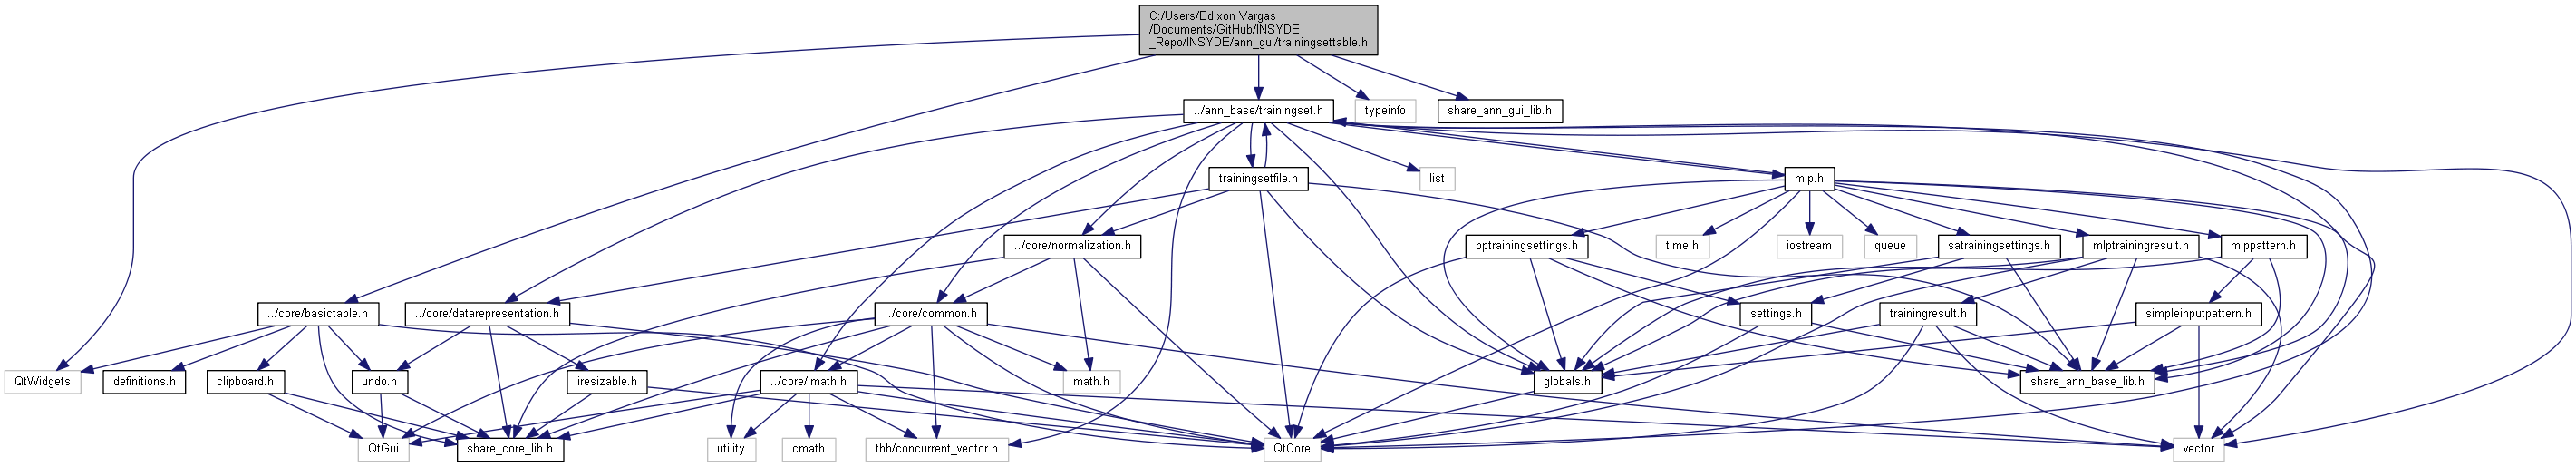 C:/Users/Edixon Vargas
/Documents/GitHub/INSYDE
_Repo/INSYDE/ann_gui/trainingsettable.h
../ann_base/trainingset.h
typeinfo
share_ann_gui_lib.h
trainingsetfile.h
list
mlp.h
../core/normalization.h
bptrainingsettings.h
time.h
iostream
queue
satrainingsettings.h
mlptrainingresult.h
mlppattern.h
../core/basictable.h
../core/datarepresentation.h
../core/common.h
settings.h
trainingresult.h
simpleinputpattern.h
QtWidgets
definitions.h
clipboard.h
undo.h
iresizable.h
../core/imath.h
math.h
globals.h
share_ann_base_lib.h
QtGui
share_core_lib.h
utility
cmath
tbb/concurrent_vector.h
QtCore
vector